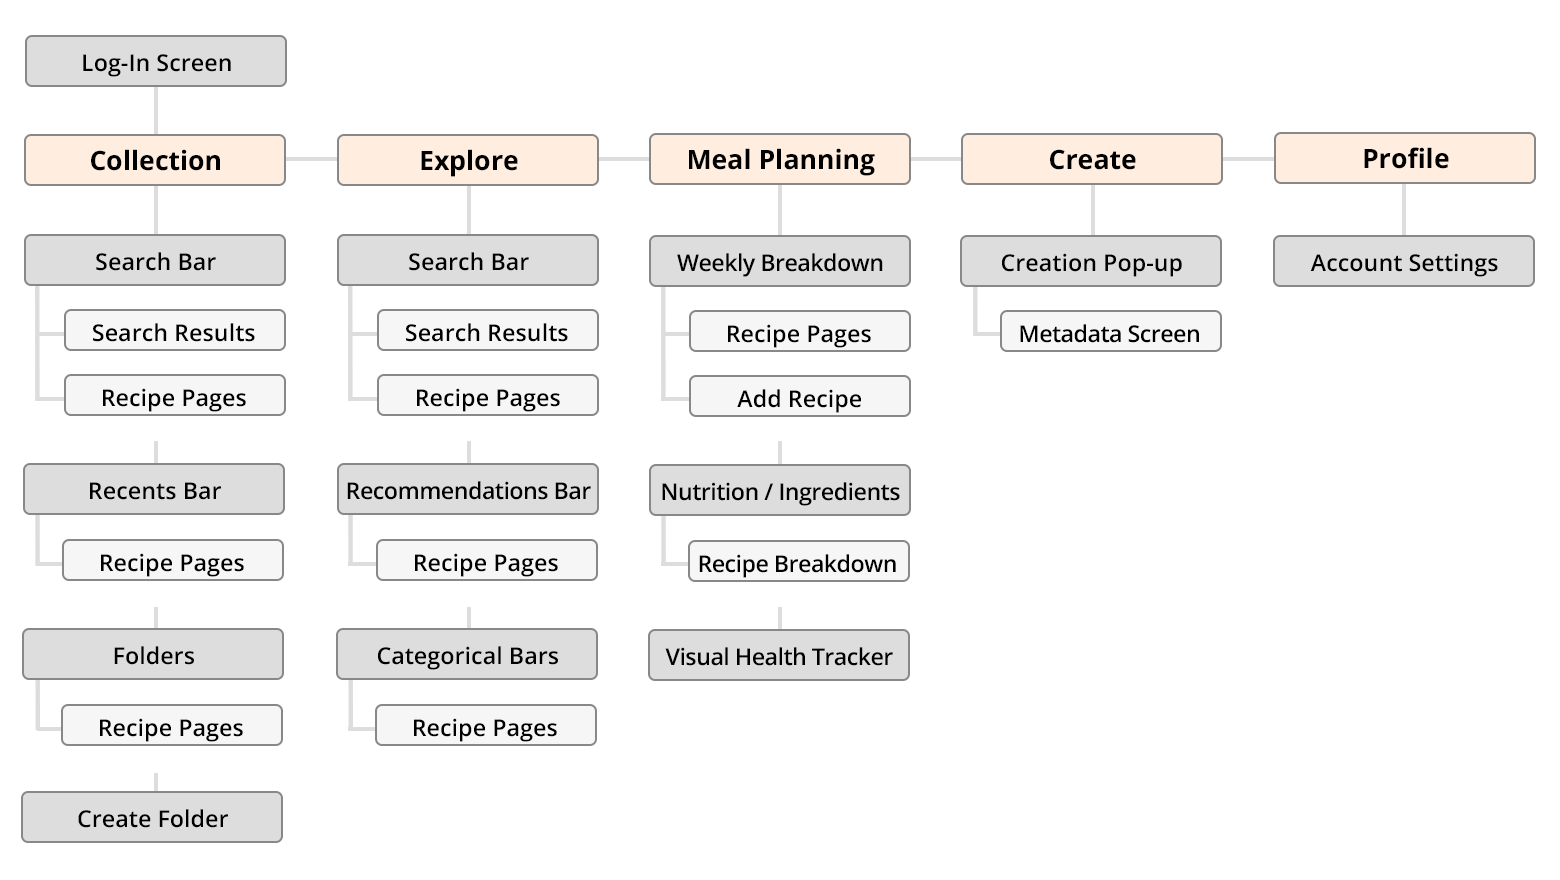 Log-In Screen
Collection
Search Bar
Search Results
Recipe Pages
Recents Bar
Recipe Pages
Folders
Recipe Pages
Create Folder
Explore
Search Bar
Search Results
Recipe Pages
Recommendations Bar
Recipe Pages
Categorical Bars
Recipe Pages
Meal Planning
Weekly Breakdown
Recipe Pages
Add Recipe
Nutrition / Ingredients
Recipe Breakdown
Visual Health Tracker
Create
Creation Pop-up
Metadata Screen
Profile
Account Settings